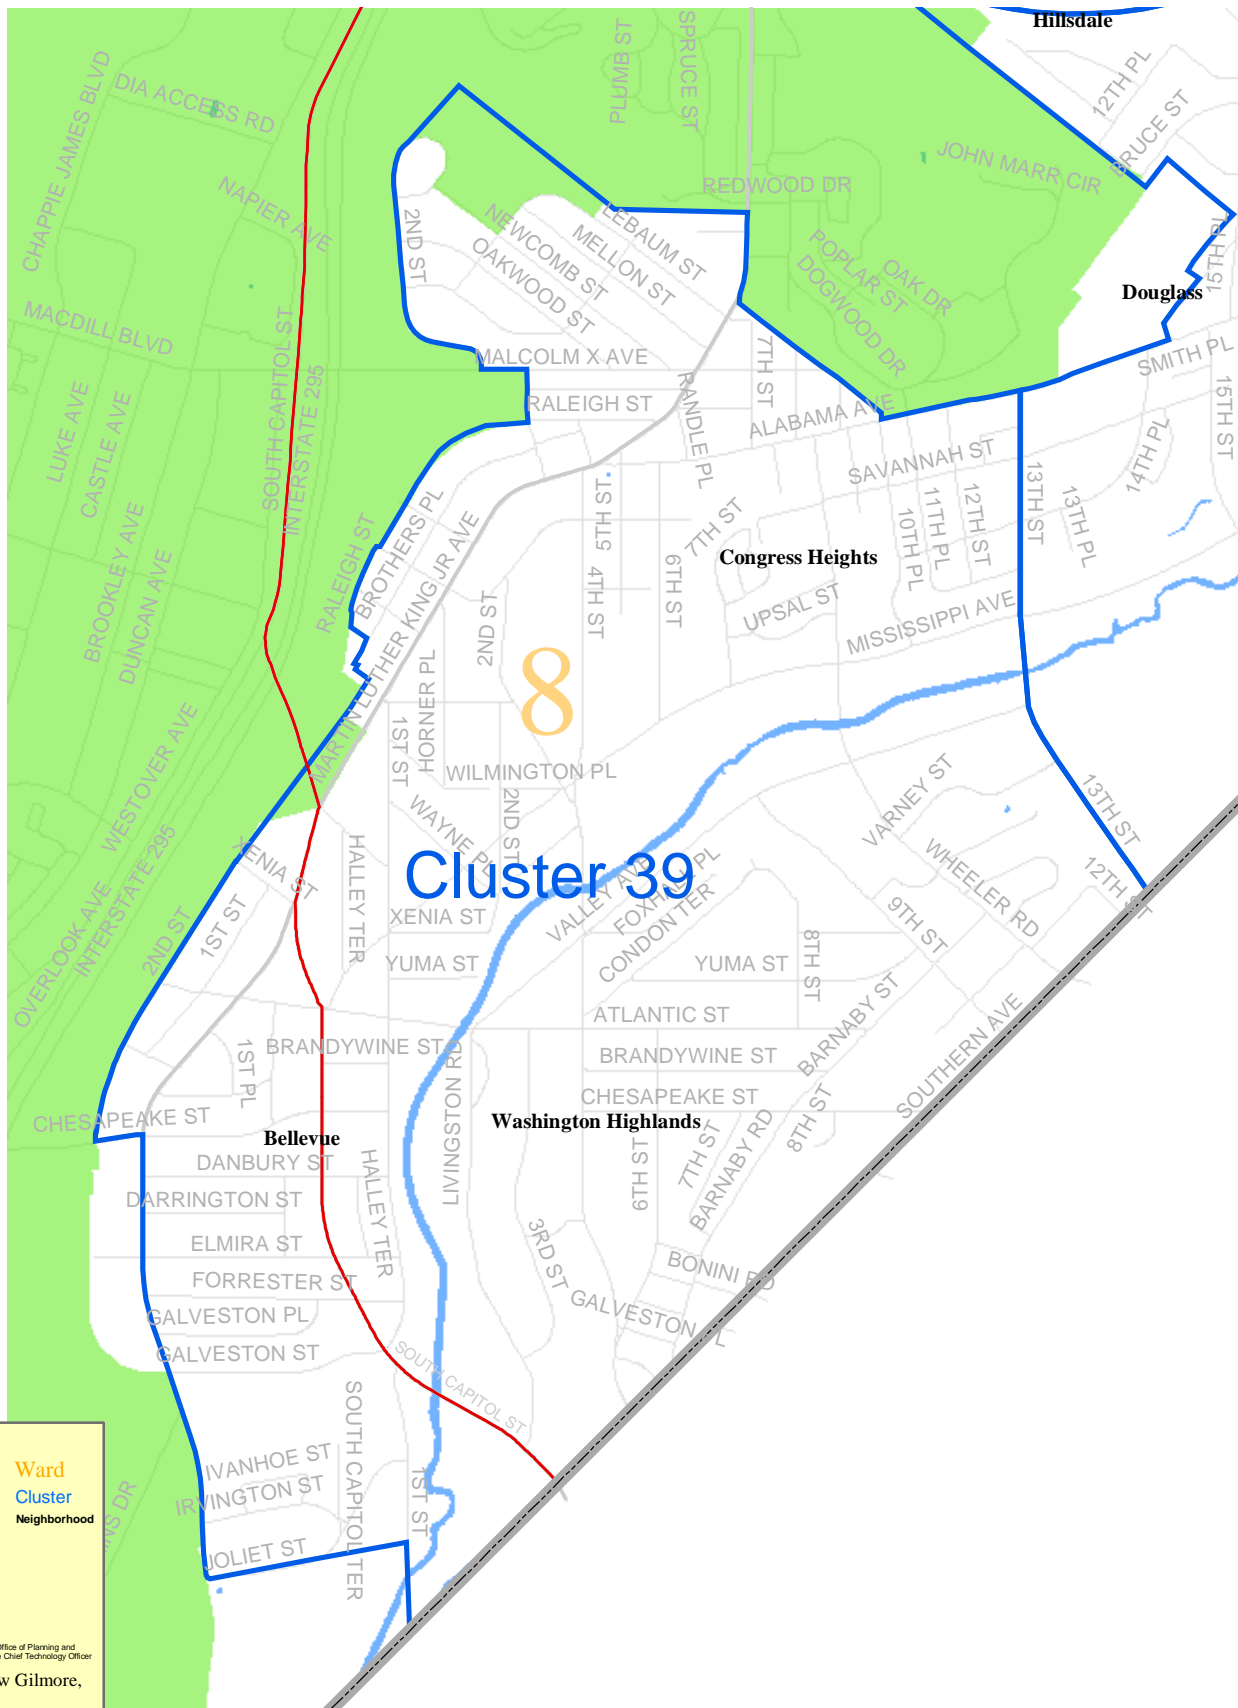 Hillsdale
PLUMB ST
SPRUCE ST
12TH PL
BRUCE ST
CHAPPIE JAMES BLVD
DIA ACCESS RD
JOHN MARR CIR
REDWOOD DR
NAPIER AVE
2ND ST
NEWCOMB ST
OAKWOOD ST
MELLON ST
LEBAUM ST
POPLAR ST
DOGWOOD DR
OAK DR
15TH PL
Douglass
MACDILL BLVD
SOUTH CAPITOL ST
INTERSTATE 295
MALCOLM X AVE
7TH ST
SMITH PL
LUKE AVE
CASTLE AVE
RALEIGH ST
RANDLE PL
ALABAMA AVE
15TH ST
14TH PL
SAVANNAH ST
BROOKLEY AVE
DUNCAN AVE
RALEIGH ST
BROTHERS PL
MARTIN LUTHER KING JR AVE
5TH ST
4TH ST
6TH ST
7TH ST
10TH PL
11TH PL
12TH ST
13TH ST
13TH PL
Congress Heights
UPSAL ST
MISSISSIPPI AVE
2ND ST
8
HORNER PL
1ST ST
WILMINGTON PL
WESTOVER AVE
WAYNE PL
2ND ST
VARNEY ST
13TH ST
XENIA ST
HALLEY TER
Cluster 39
WHEELER RD
12TH ST
OVERLOOK AVE
INTERSTATE 295
2ND ST
1ST ST
XENIA ST
VALLEY AVE
FOXHALL PL
CONDON TER
9TH ST
YUMA ST
YUMA ST
8TH ST
ATLANTIC ST
BARNABY ST
SOUTHERN AVE
1ST PL
BRANDYWINE ST
LIVINGSTON RD
BRANDYWINE ST
CHESAPEAKE ST
CHESAPEAKE ST
Bellevue
Washington Highlands
8TH ST
7TH ST
BARNABY RD
6TH ST
DANBURY ST
HALLEY TER
DARRINGTON ST
ELMIRA ST
3RD ST
BONINI RD
FORRESTER ST
GALVESTON PL
GALVESTON PL
GALVESTON ST
SOUTH CAPITOL ST
SOUTH CAPITOL TER
IVANHOE ST
IRVINGTON ST
1ST ST
JOLIET ST
NS DR
Ward
Cluster
Neighborhood
Office of Planning and
Chief Technology Officer
w Gilmore,